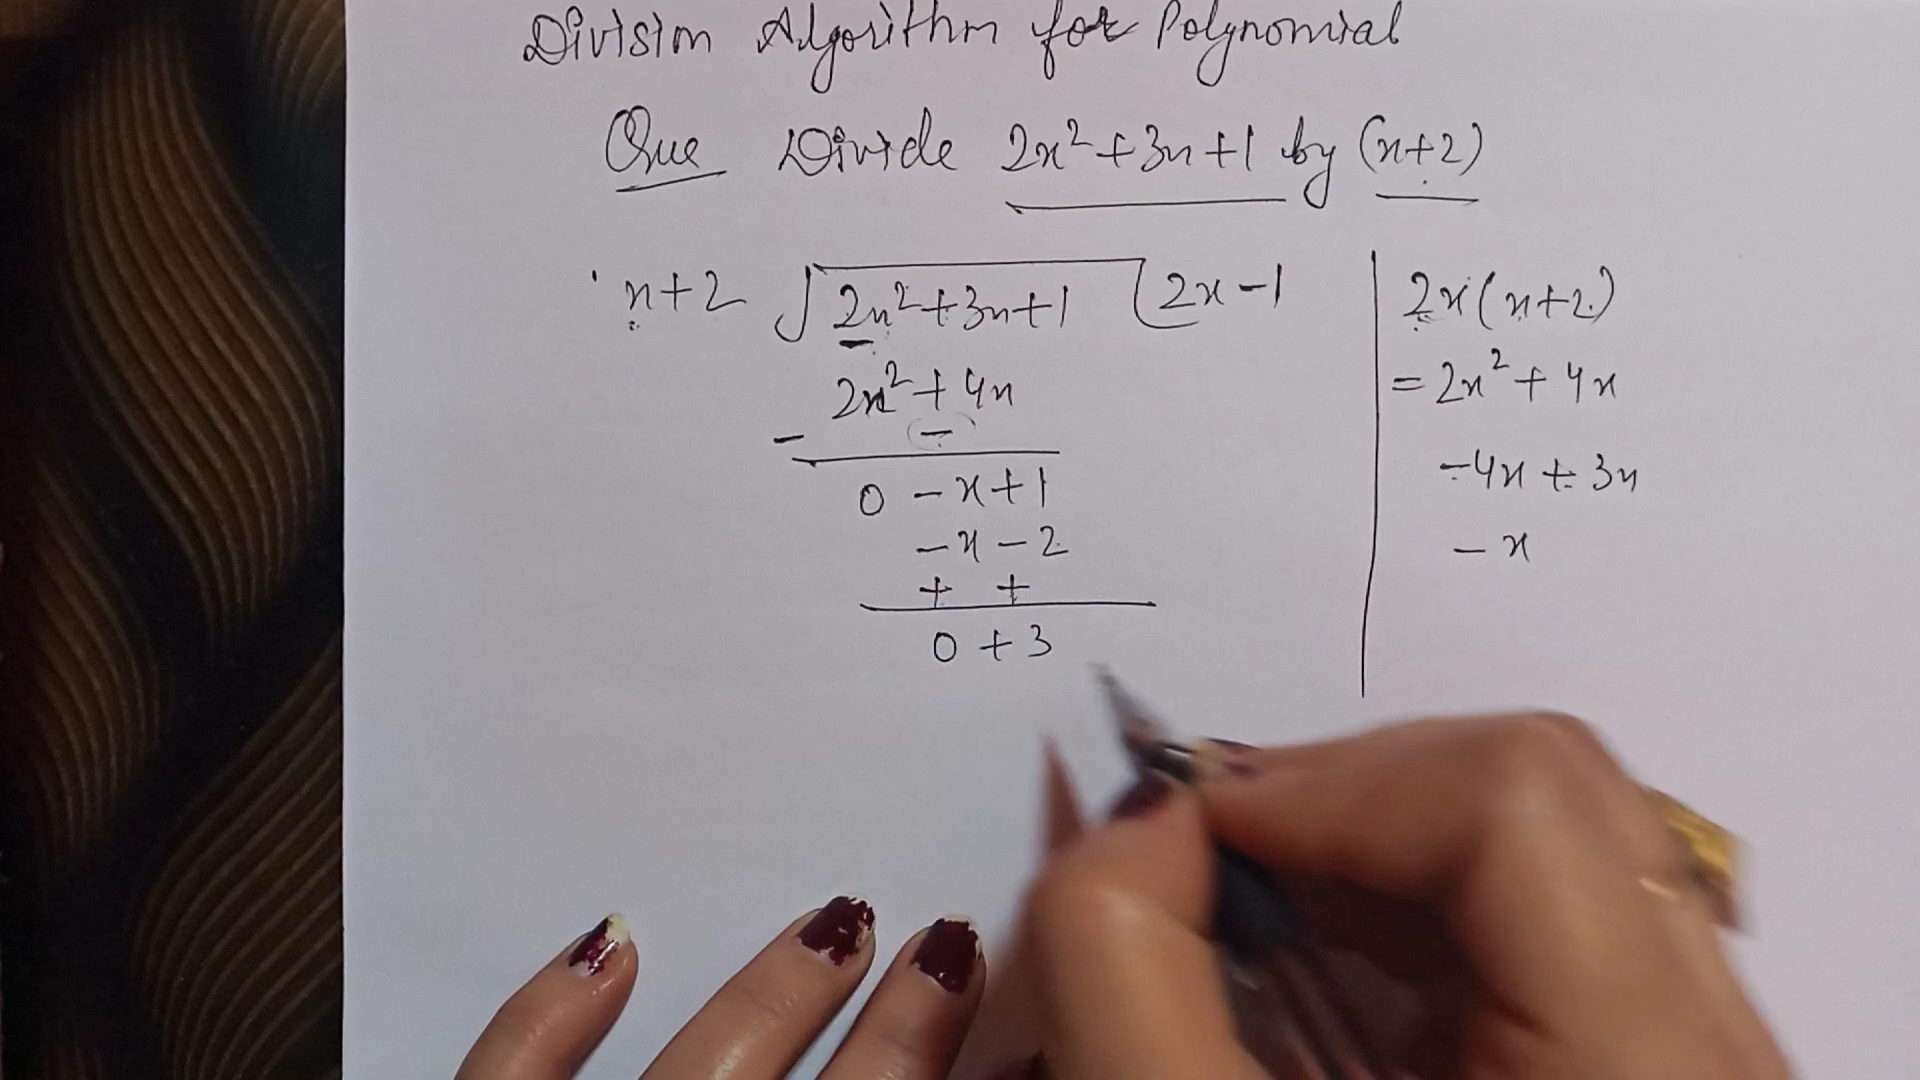 Division Algorithm for Polynomial
Que Divide 2x²+3x+1 by (x+2)
x+2 2x²+3x+1 2x-1
2x²+4x
- -
0 -x+1
-x-2
+ +
0+3
2x(x+2)
=2x²+4x
-4x+3x
-x